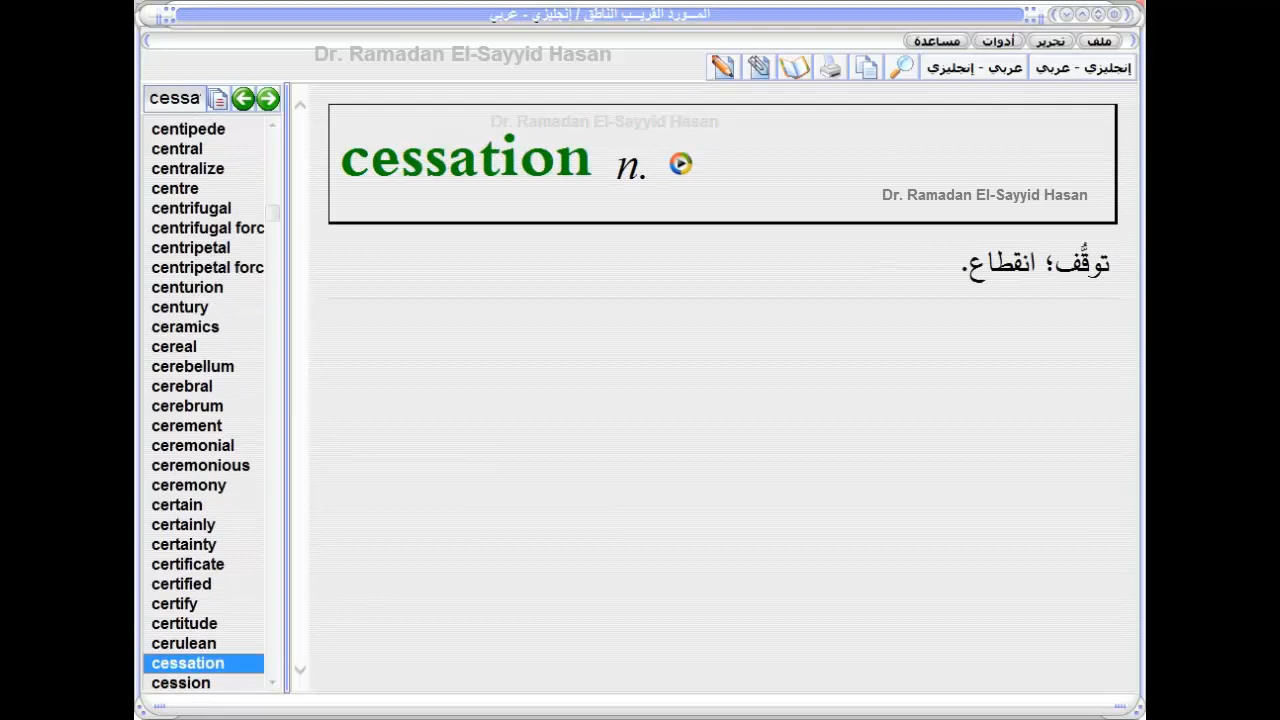 المـــورد القريـــب الناطق / إنجليزي - عربي
ملف تحرير أدوات مساعدة
Dr. Ramadan El-Sayyid Hasan
إنجليزي - عربي عربي - إنجليزي
cessa
centipede
central
centralize
centre
centrifugal
centrifugal forc
centripetal
centripetal forc
centurion
century
ceramics
cereal
cerebellum
cerebral
cerebrum
cerement
ceremonial
ceremonious
ceremony
certain
certainly
certainty
certificate
certified
certify
certitude
cerulean
cessation
cession
Dr. Ramadan El-Sayyid Hasan
cessation n.
Dr. Ramadan El-Sayyid Hasan
توقُّف؛ انقطاع.